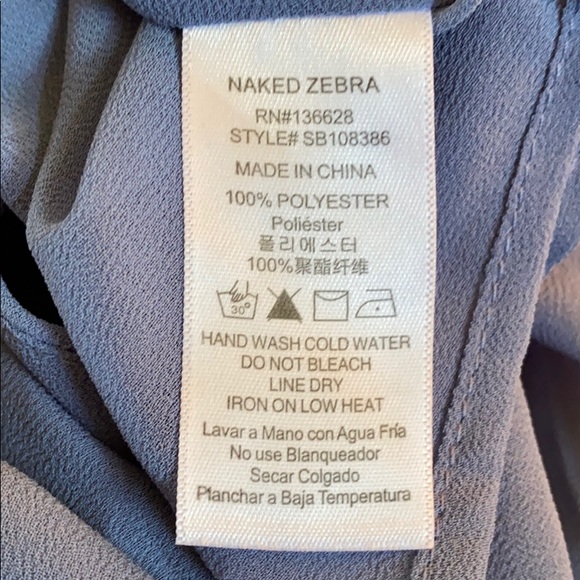 NAKED ZEBRA
RN#136628
STYLE# SB108386
MADE IN CHINA
100% POLYESTER
Poliéster
폴리에스터
100%聚酯纤维
30°
HAND WASH COLD WATER
DO NOT BLEACH
LINE DRY
IRON ON LOW HEAT
Lavar a Mano con Agua Fría
No use Blanqueador
Secar Colgado
Planchar a Baja Temperatura